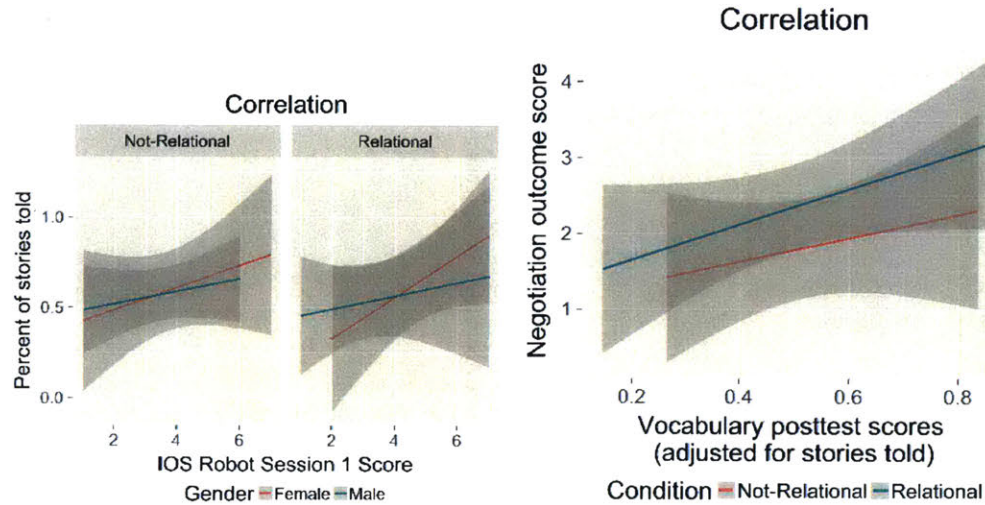 Correlation
Not-Relational Relational
Percent of stories told
1.0
0.5
0.0
2 4 6 2 4 6
IOS Robot Session 1 Score
Gender Female Male
Correlation
Negotiation outcome score
4
3
2
1
0.2 0.4 0.6 0.8
Vocabulary posttest scores
(adjusted for stories told)
Condition Not-Relational Relational